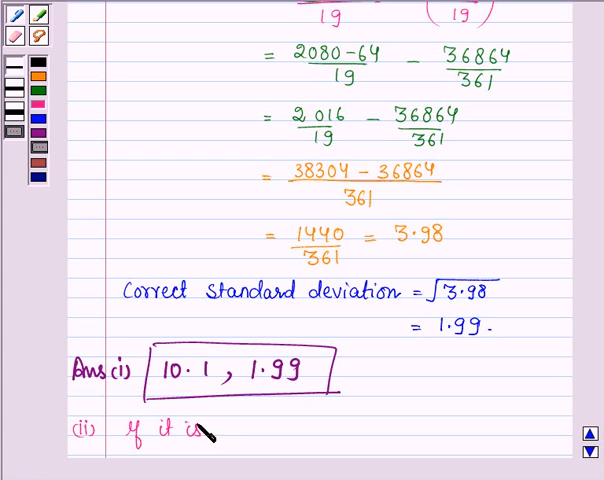 19 ( 19 )
= 2080-64/19 - 36864/361
= 2016/19 - 36864/361
= 38304 - 36864/361
= 1440/361 = 3.98
Correct standard deviation = √3.98
= 1.99.
Ans (i) 10.1, 1.99
(ii) If it is